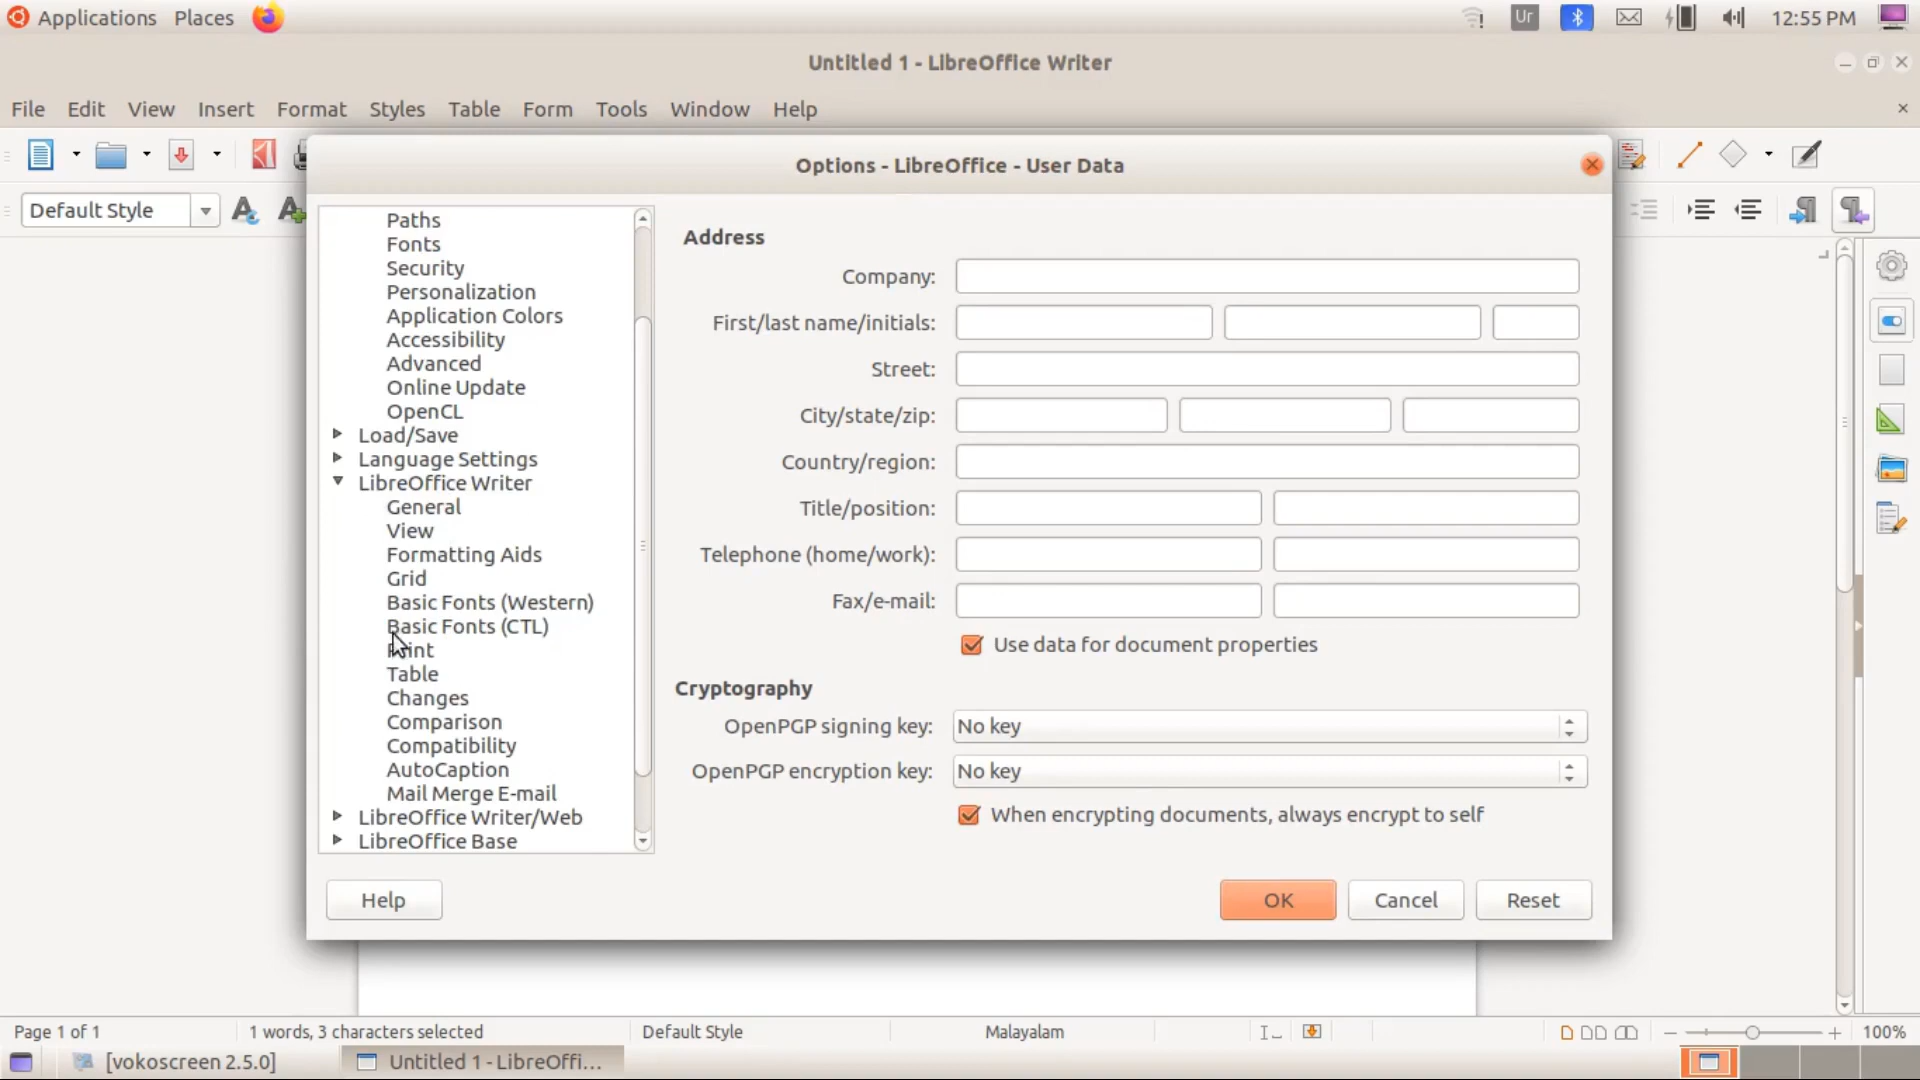 Applications Places
Ur
12:55 PM
Untitled 1 - LibreOffice Writer
File Edit View Insert Format Styles Table Form Tools Window Help
Options - LibreOffice - User Data
Default Style
Paths
Fonts
Security
Personalization
Application Colors
Accessibility
Advanced
Online Update
OpenCL
Load/Save
Language Settings
LibreOffice Writer
General
View
Formatting Aids
Grid
Basic Fonts (Western)
Basic Fonts (CTL)
Print
Table
Changes
Comparison
Compatibility
AutoCaption
Mail Merge E-mail
LibreOffice Writer/Web
LibreOffice Base
Address
Company:
First/last name/initials:
Street:
City/state/zip:
Country/region:
Title/position:
Telephone (home/work):
Fax/e-mail:
Use data for document properties
Cryptography
OpenPGP signing key: No key
OpenPGP encryption key: No key
When encrypting documents, always encrypt to self
Help OK Cancel Reset
Page 1 of 1 1 words, 3 characters selected Default Style Malayalam 100%
[vokoscreen 2.5.0] Untitled 1 - LibreOffi...